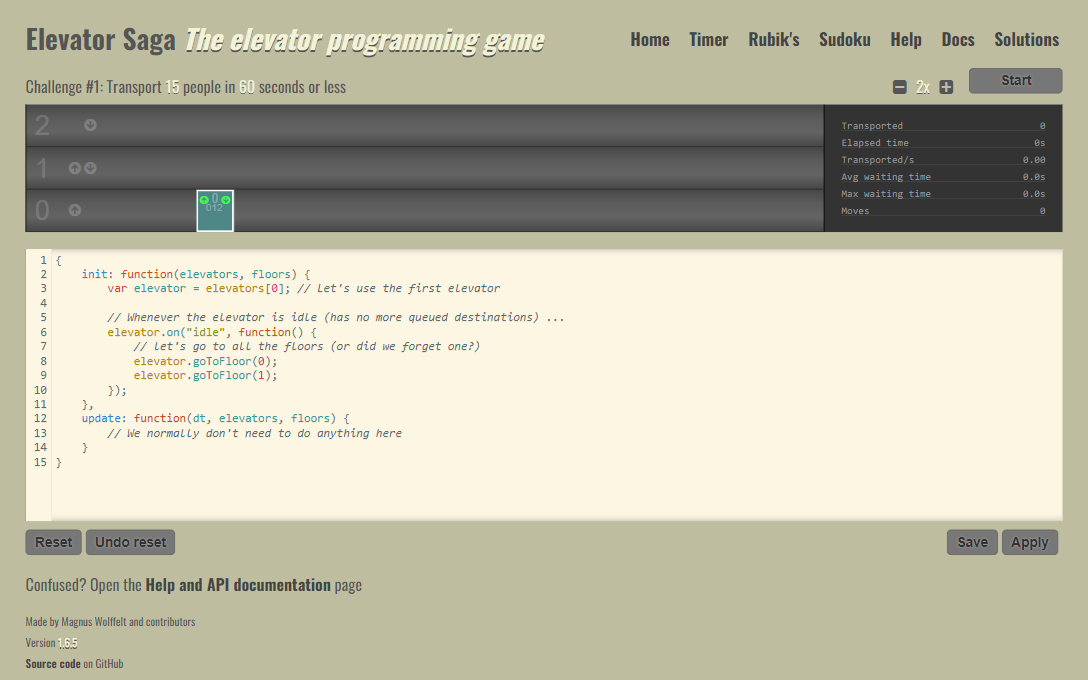 Elevator Saga The elevator programming game
Home Timer Rubik's Sudoku Help Docs Solutions
Challenge #1: Transport 15 people in 60 seconds or less
2x
Start
2
1
0
0
012
Transported 0
Elapsed time 0s
Transported/s 0.00
Avg waiting time 0.0s
Max waiting time 0.0s
Moves 0
1 {
2 init: function(elevators, floors) {
3 var elevator = elevators[0]; // Let's use the first elevator
4
5 // Whenever the elevator is idle (has no more queued destinations) ...
6 elevator.on("idle", function() {
7 // let's go to all the floors (or did we forget one?)
8 elevator.goToFloor(0);
9 elevator.goToFloor(1);
10 });
11 },
12 update: function(dt, elevators, floors) {
13 // We normally don't need to do anything here
14 }
15 }
Reset Undo reset Save Apply
Confused? Open the Help and API documentation page
Made by Magnus Wolffelt and contributors
Version 1.6.5
Source code on GitHub